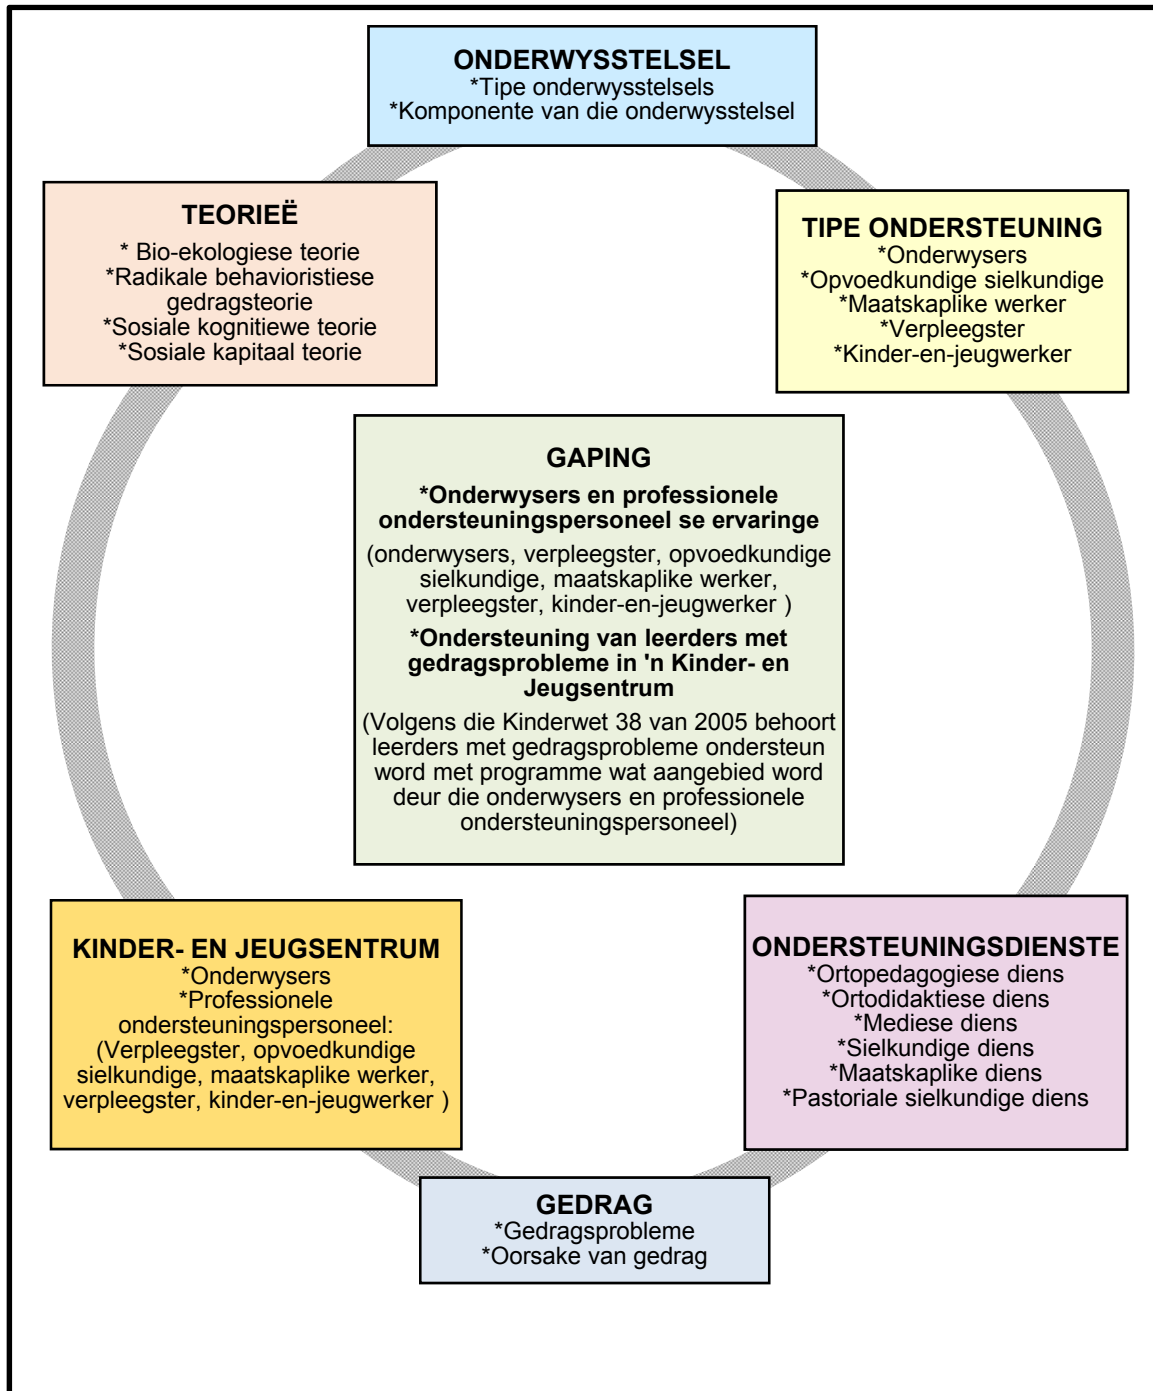 ONDERWYSSTELSEL
*Tipe onderwysstelsels
*Komponente van die onderwysstelsel
TEORIEË
* Bio-ekologiese teorie
*Radikale behavioristiese
gedragsteorie
*Sosiale kognitiewe teorie
*Sosiale kapitaal teorie
TIPE ONDERSTEUNING
*Onderwysers
*Opvoedkundige sielkundige
*Maatskaplike werker
*Verpleegster
*Kinder-en-jeugwerker
GAPING
*Onderwysers en professionele
ondersteuningspersoneel se ervaringe
(onderwysers, verpleegster, opvoedkundige
sielkundige, maatskaplike werker,
verpleegster, kinder-en-jeugwerker )
*Ondersteuning van leerders met
gedragsprobleme in 'n Kinder- en
Jeugsentrum
(Volgens die Kinderwet 38 van 2005 behoort
leerders met gedragsprobleme ondersteun
word met programme wat aangebied word
deur die onderwysers en professionele
ondersteuningspersoneel)
KINDER- EN JEUGSENTRUM
*Onderwysers
*Professionele
ondersteuningspersoneel:
(Verpleegster, opvoedkundige
sielkundige, maatskaplike werker,
verpleegster, kinder-en-jeugwerker )
ONDERSTEUNINGSDIENSTE
*Ortopedagogiese diens
*Ortodidaktiese diens
*Mediese diens
*Sielkundige diens
*Maatskaplike diens
*Pastoriale sielkundige diens
GEDRAG
*Gedragsprobleme
*Oorsake van gedrag